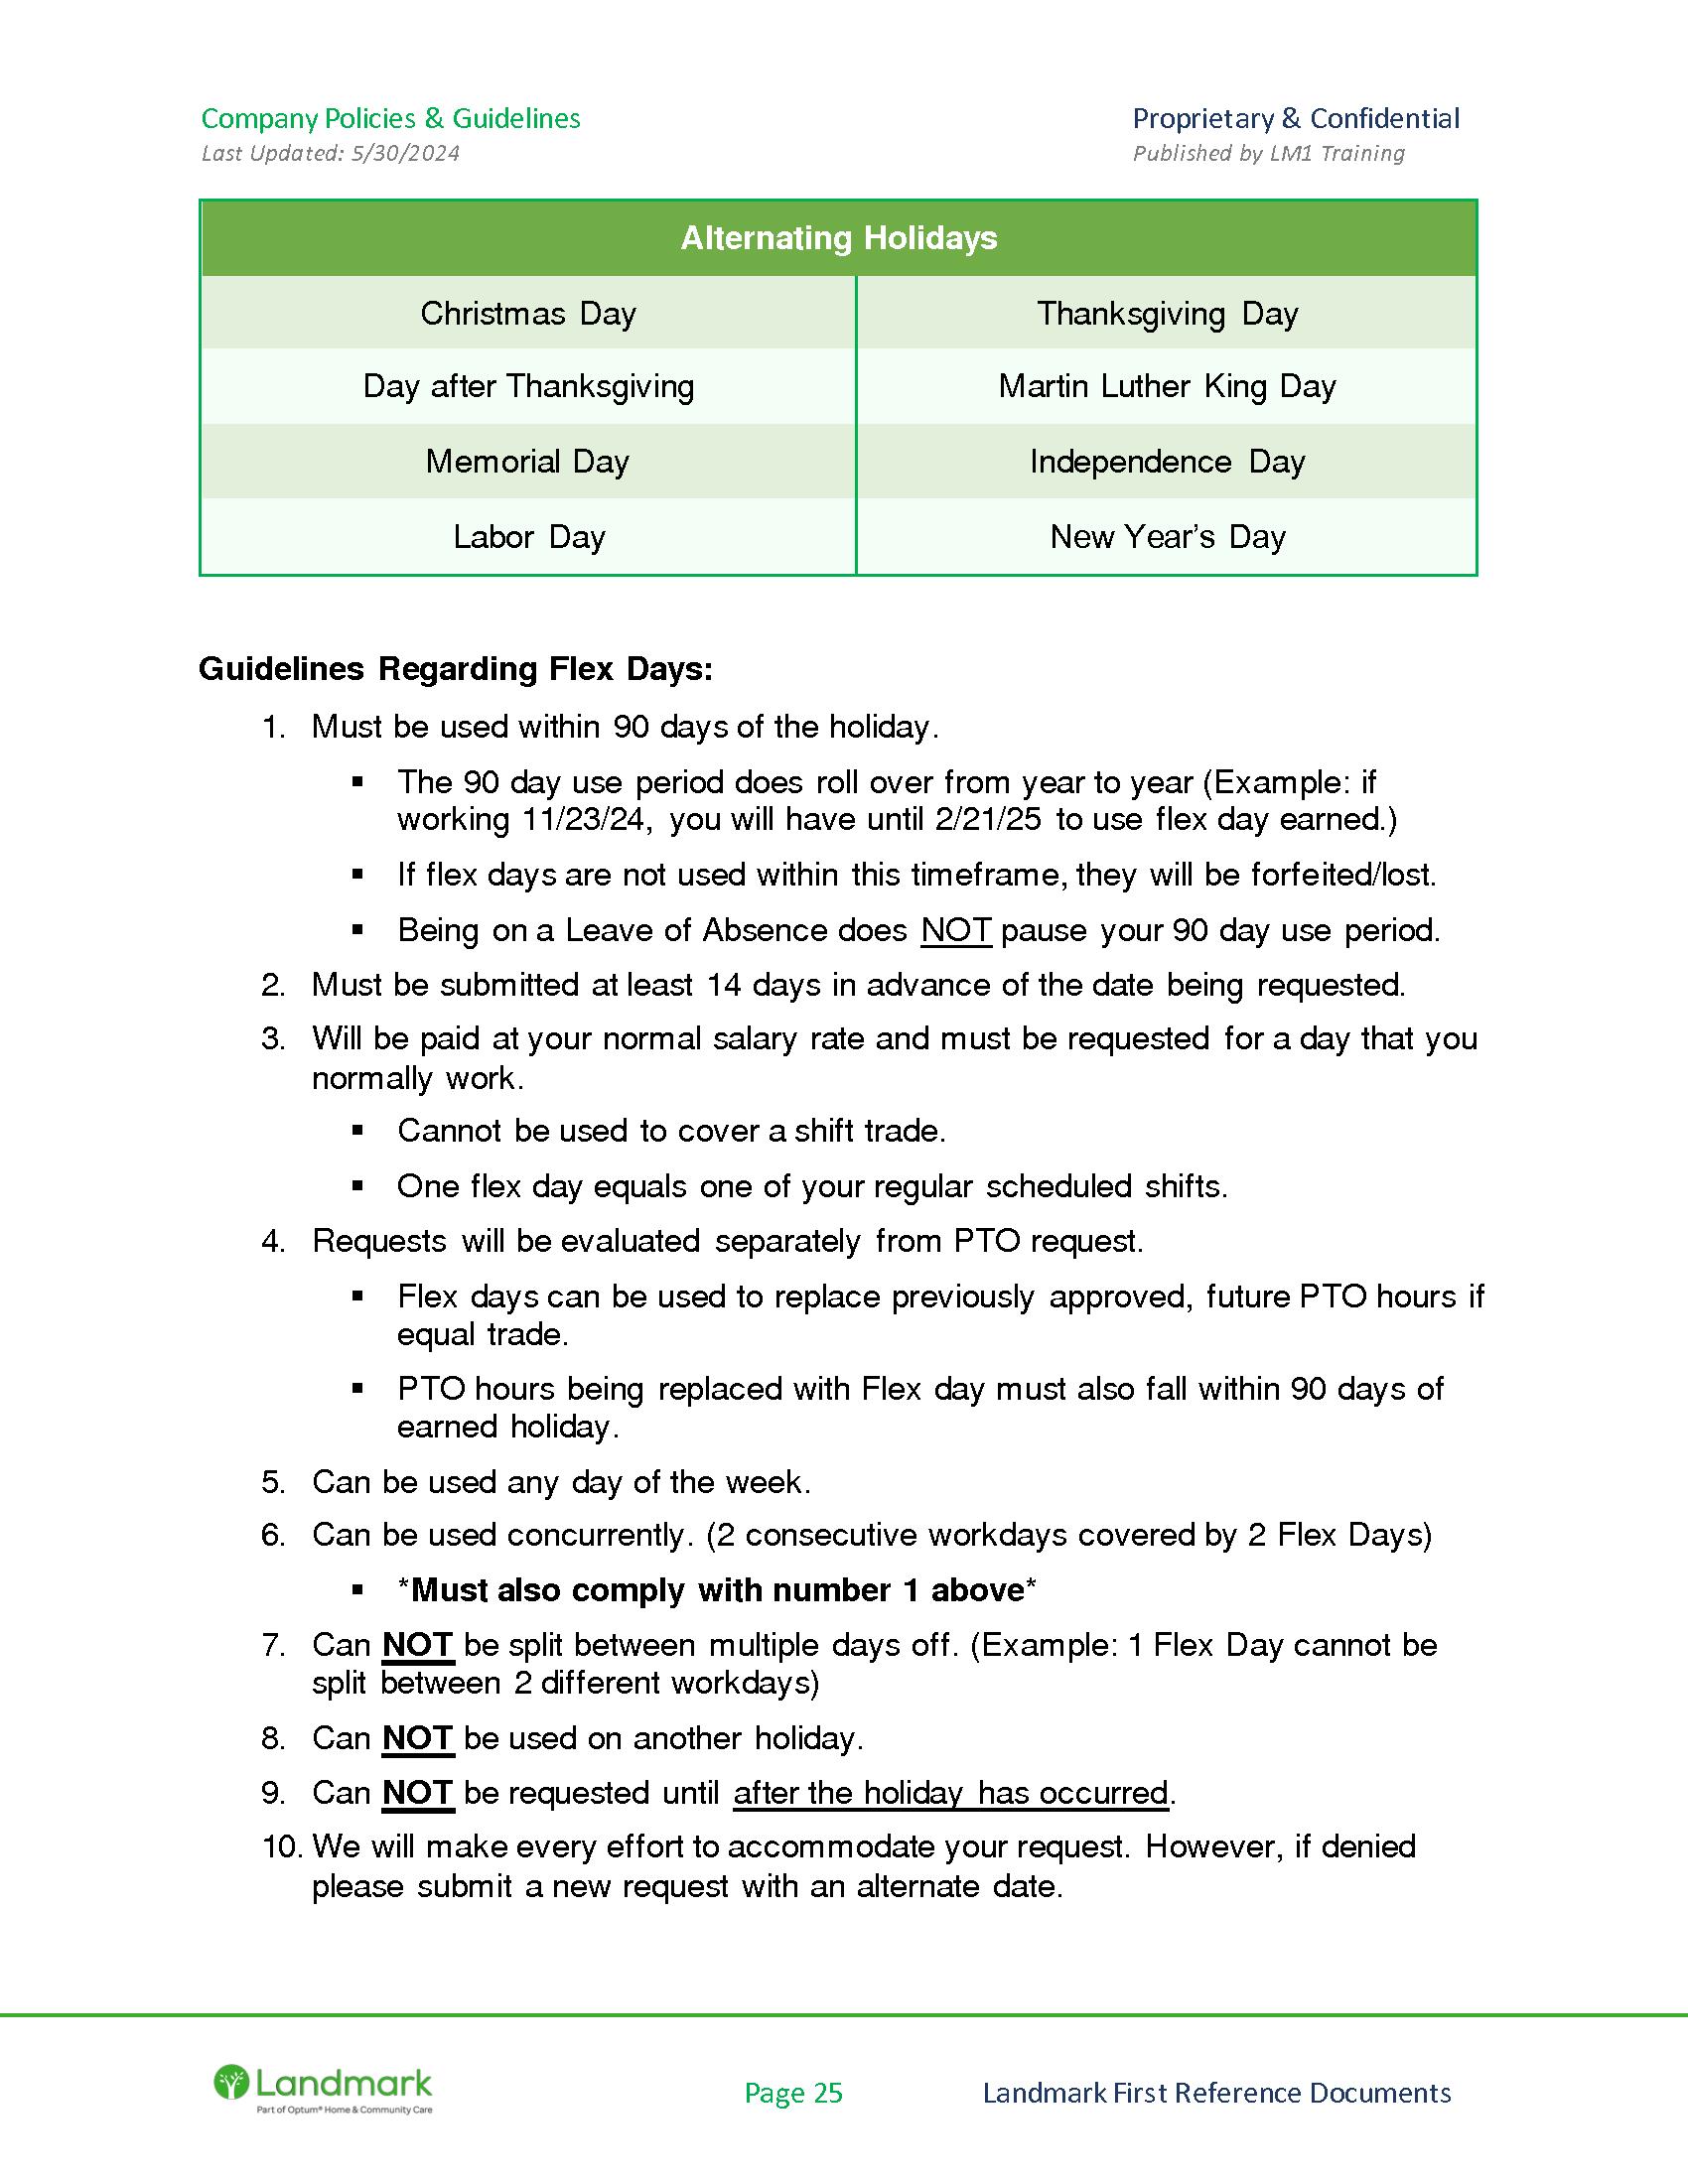 Company Policies & Guidelines
Proprietary & Confidential
Last Updated: 5/30/2024
Published by LM1 Training
Alternating Holidays
Christmas Day
Thanksgiving Day
Day after Thanksgiving
Martin Luther King Day
Memorial Day
Independence Day
Labor Day
New Year’s Day
Guidelines Regarding Flex Days:
1. Must be used within 90 days of the holiday.
▪ The 90 day use period does roll over from year to year (Example: if
working 11/23/24, you will have until 2/21/25 to use flex day earned.)
▪ If flex days are not used within this timeframe, they will be forfeited/lost.
▪ Being on a Leave of Absence does NOT pause your 90 day use period.
2. Must be submitted at least 14 days in advance of the date being requested.
3. Will be paid at your normal salary rate and must be requested for a day that you
normally work.
▪ Cannot be used to cover a shift trade.
▪ One flex day equals one of your regular scheduled shifts.
4. Requests will be evaluated separately from PTO request.
▪ Flex days can be used to replace previously approved, future PTO hours if
equal trade.
▪ PTO hours being replaced with Flex day must also fall within 90 days of
earned holiday.
5. Can be used any day of the week.
6. Can be used concurrently. (2 consecutive workdays covered by 2 Flex Days)
▪ *Must also comply with number 1 above*
7. Can NOT be split between multiple days off. (Example: 1 Flex Day cannot be
split between 2 different workdays)
8. Can NOT be used on another holiday.
9. Can NOT be requested until after the holiday has occurred.
10. We will make every effort to accommodate your request. However, if denied
please submit a new request with an alternate date.
Landmark
Part of Optum® Home & Community Care
Page 25
Landmark First Reference Documents